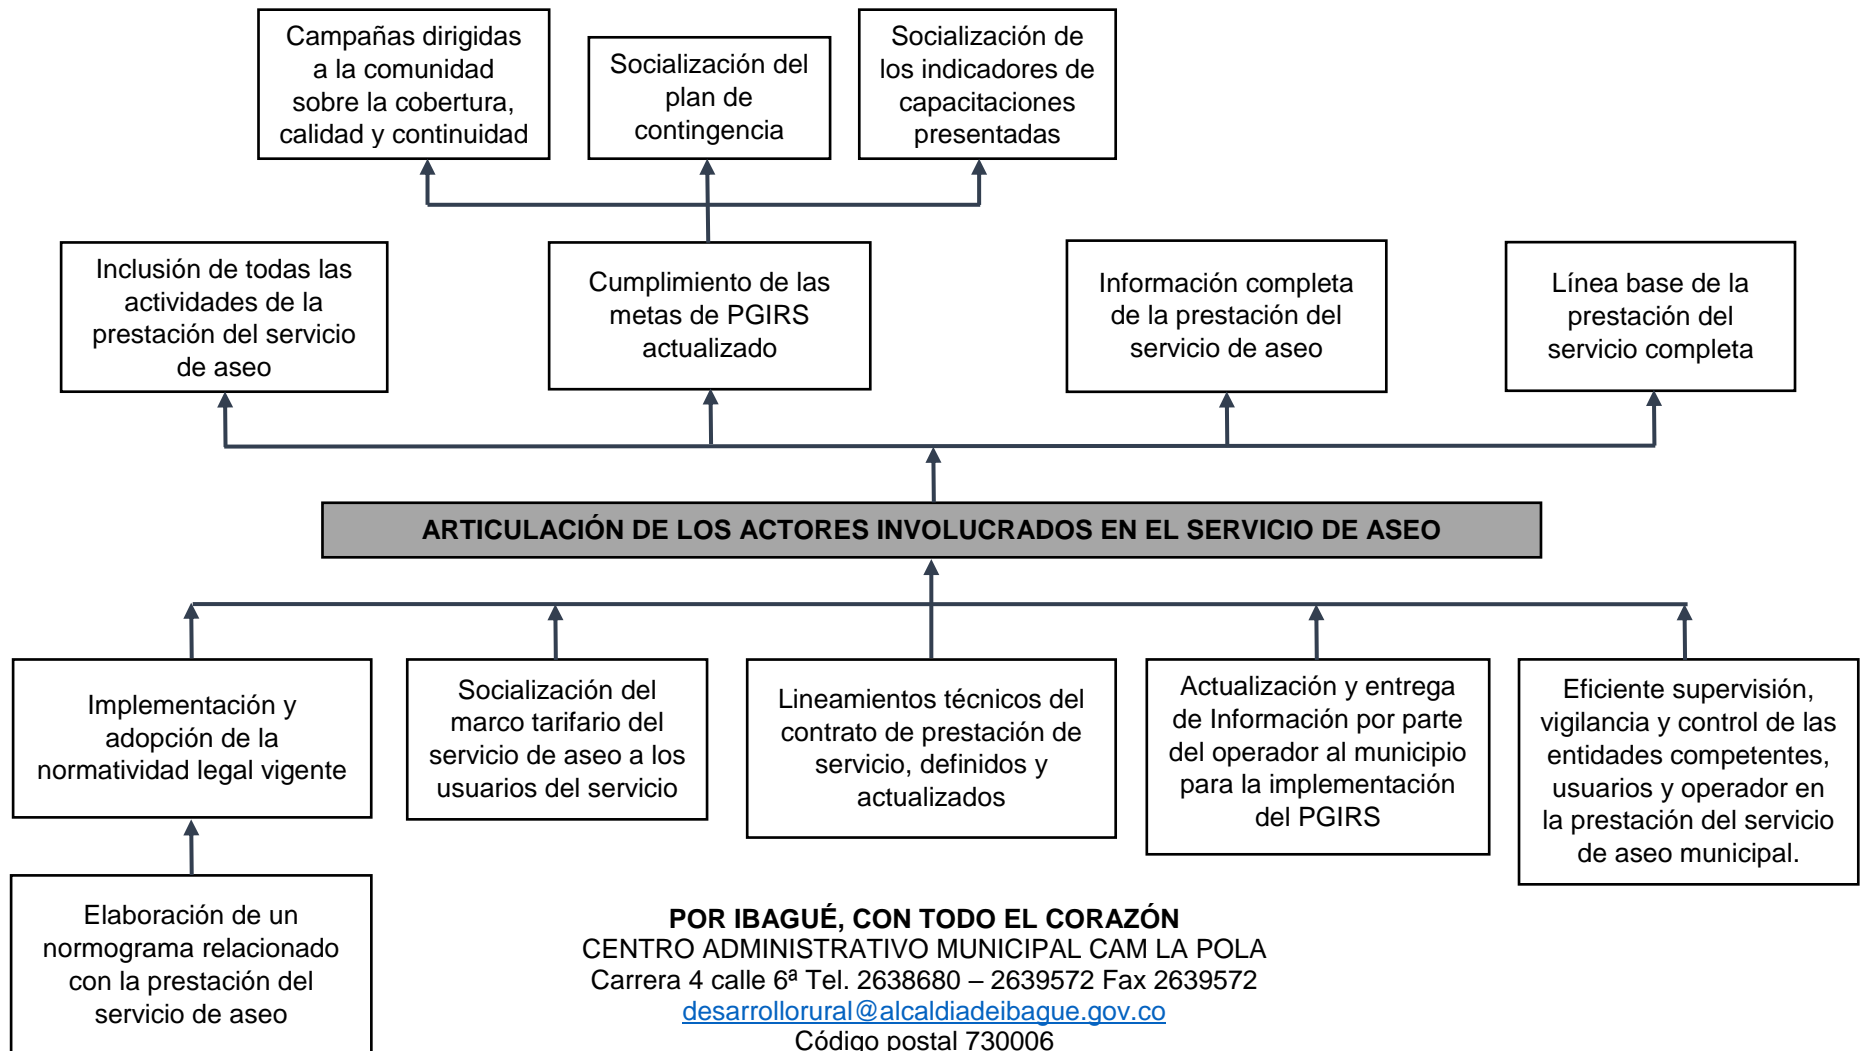 Campañas dirigidas
a la comunidad
sobre la cobertura,
calidad y continuidad
Socialización del
plan de
contingencia
Socialización de
los indicadores de
capacitaciones
presentadas
Inclusión de todas las
actividades de la
prestación del servicio
de aseo
Cumplimiento de las
metas de PGIRS
actualizado
Información completa
de la prestación del
servicio de aseo
Línea base de la
prestación del
servicio completa
ARTICULACIÓN DE LOS ACTORES INVOLUCRADOS EN EL SERVICIO DE ASEO
Implementación y
adopción de la
normatividad legal vigente
Socialización del
marco tarifario del
servicio de aseo a los
usuarios del servicio
Lineamientos técnicos del
contrato de prestación de
servicio, definidos y
actualizados
Actualización y entrega
de Información por parte
del operador al municipio
para la implementación
del PGIRS
Eficiente supervisión,
vigilancia y control de las
entidades competentes,
usuarios y operador en
la prestación del servicio
de aseo municipal.
Elaboración de un
normograma relacionado
con la prestación del
servicio de aseo
POR IBAGUÉ, CON TODO EL CORAZÓN
CENTRO ADMINISTRATIVO MUNICIPAL CAM LA POLA
Carrera 4 calle 6ª Tel. 2638680 – 2639572 Fax 2639572
desarrollorural@alcaldiadeibague.gov.co
Código postal 730006